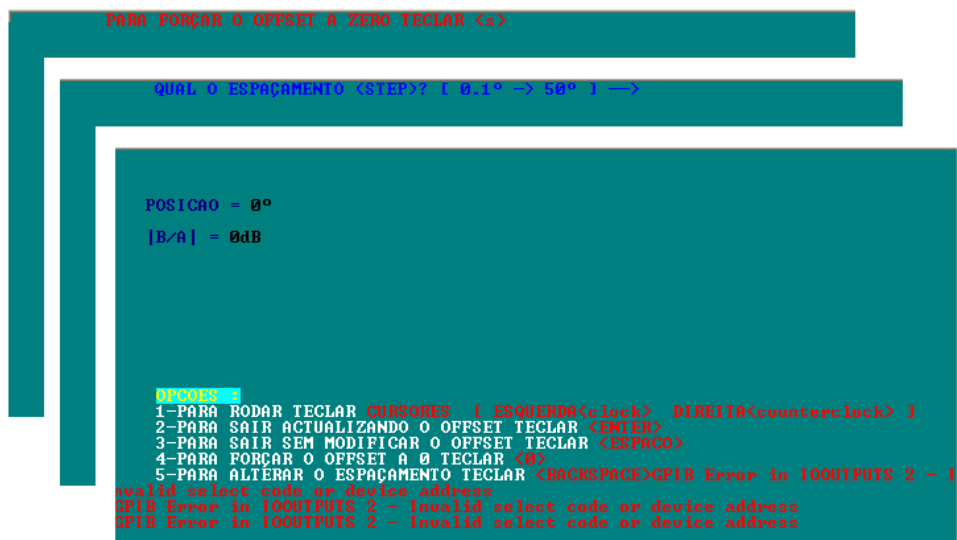 PARA FORÇAR O OFFSET A ZERO TECLAR <s>
QUAL O ESPAÇAMENTO <STEP>? [ 0.1º -> 50º ] -->
POSICAO = 0º
|B/A| = 0dB
OPCOES :
1-PARA RODAR TECLAR CURSORES [ ESQUERDA<clock> DIREITA<counterclock> ]
2-PARA SAIR ACTUALIZANDO O OFFSET TECLAR <ENTER>
3-PARA SAIR SEM MODIFICAR O OFFSET TECLAR <ESPACO>
4-PARA FORÇAR O OFFSET A 0 TECLAR <0>
5-PARA ALTERAR O ESPAÇAMENTO TECLAR <BACKSPACE>GPIB Error in IOOUTPUTS 2 - I
nvalid select code or device address
GPIB Error in IOOUTPUTS 2 - Invalid select code or device address
GPIB Error in IOOUTPUTS 2 - Invalid select code or device address